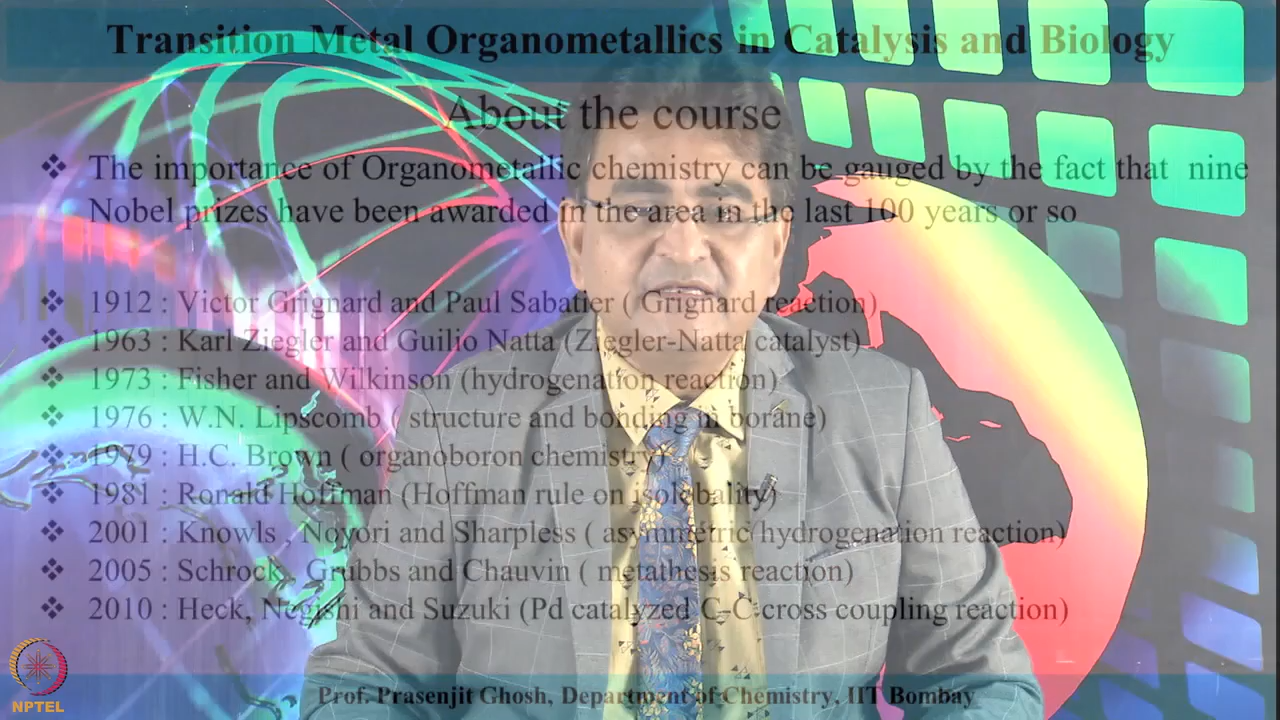 Transition Metal Organometallics in Catalysis and Biology
About the course
❖ The importance of Organometallic chemistry can be gauged by the fact that nine
Nobel prizes have been awarded in the area in the last 100 years or so
❖ 1912 : Victor Grignard and Paul Sabatier ( Grignard reaction)
❖ 1963 : Karl Ziegler and Guilio Natta (Ziegler-Natta catalyst)
❖ 1973 : Fisher and Wilkinson (hydrogenation reaction)
❖ 1976 : W.N. Lipscomb ( structure and bonding in borane)
❖ 1979 : H.C. Brown ( organoboron chemistry)
❖ 1981 : Ronald Hoffman (Hoffman rule on isolobality)
❖ 2001 : Knowls , Noyori and Sharpless ( asymmetric hydrogenation reaction)
❖ 2005 : Schrock, Grubbs and Chauvin ( metathesis reaction)
❖ 2010 : Heck, Negishi and Suzuki (Pd catalyzed C-C cross coupling reaction)
Prof. Prasenjit Ghosh, Department of Chemistry, IIT Bombay
NPTEL